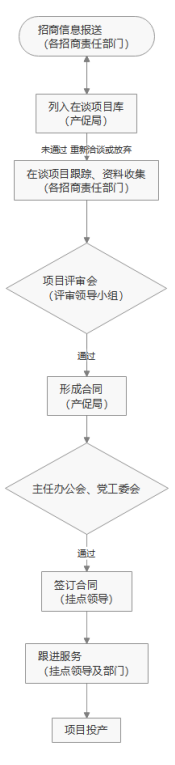 招商信息报送
（各招商责任部门）
列入在谈项目库
（产促局）
未通过 重新洽谈或放弃
在谈项目跟踪、资料收集
（各招商责任部门）
项目评审会
（评审领导小组）
通过
形成合同
（产促局）
主任办公会、党工委会
通过
签订合同
（挂点领导）
跟进服务
（挂点领导及部门）
项目投产